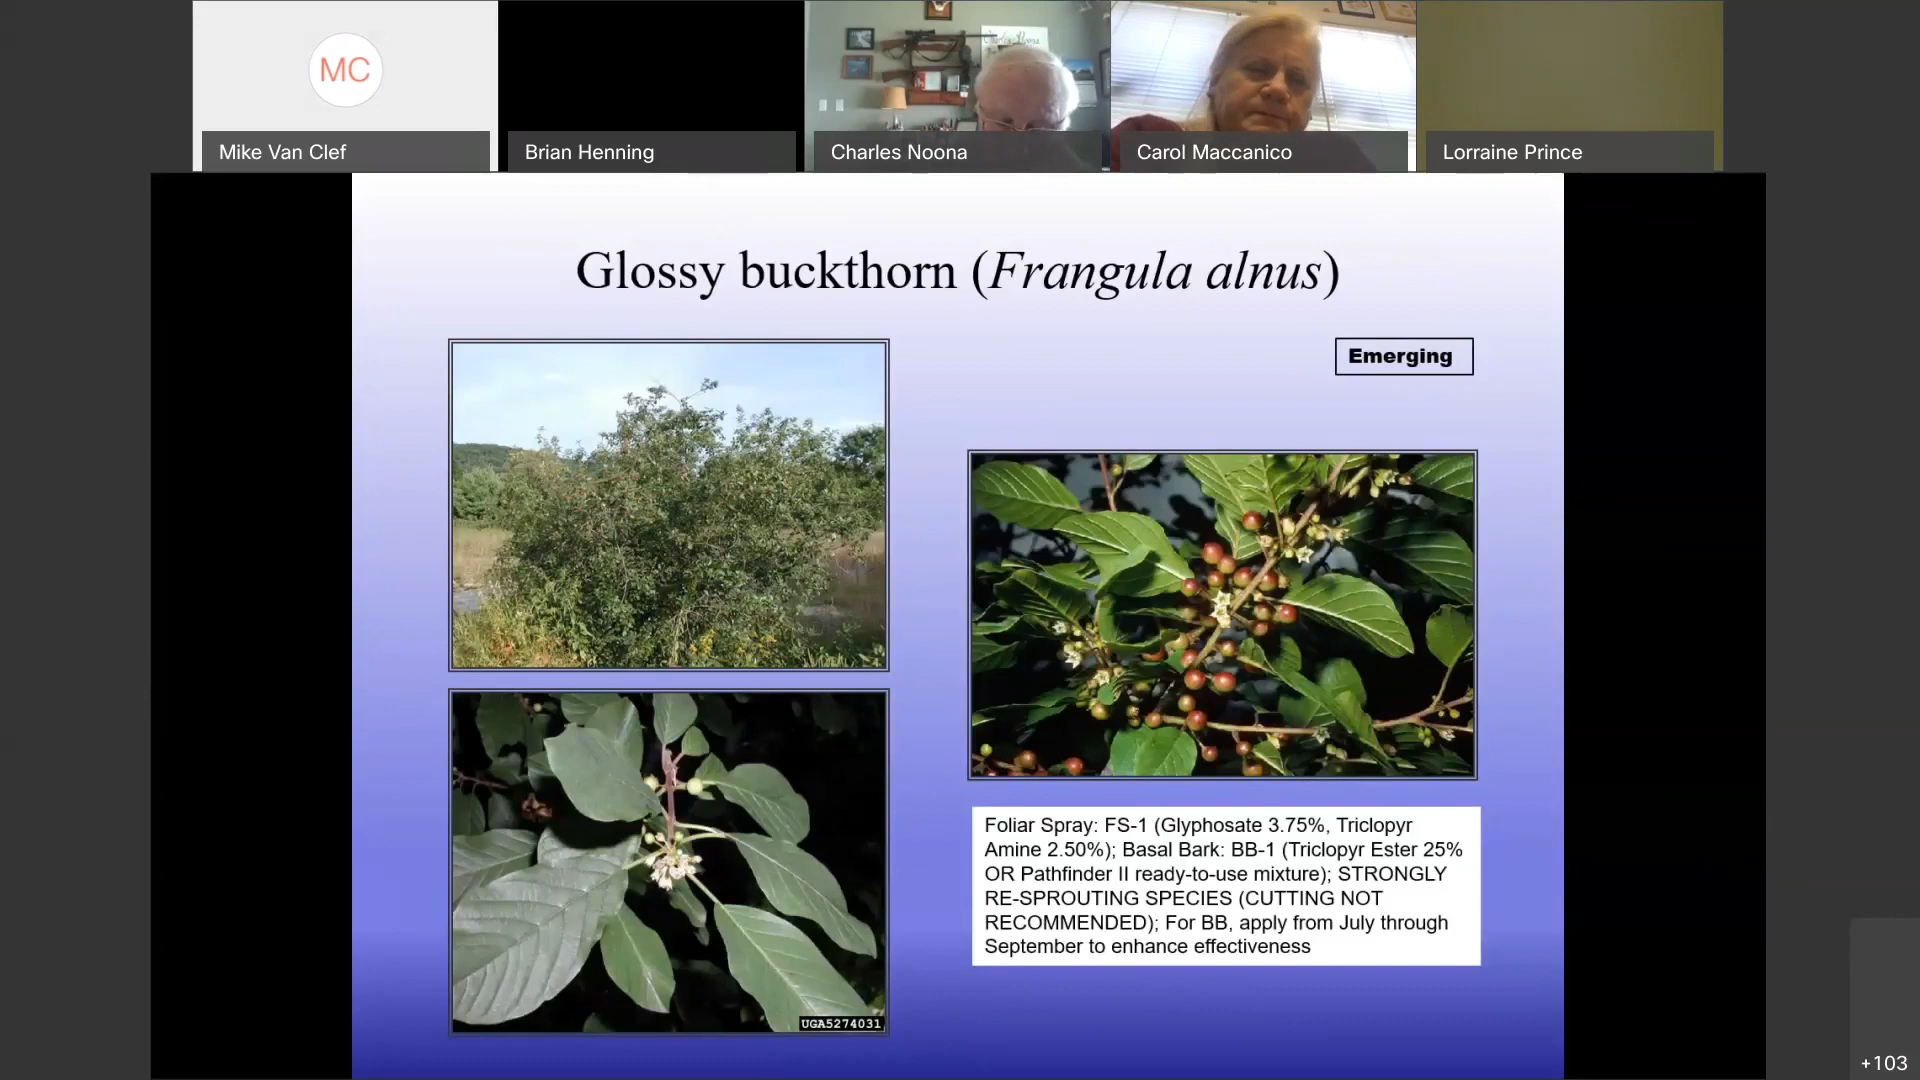 MC
Mike Van Clef
Brian Henning
Charles Noona
Carol Maccanico
Lorraine Prince
Glossy buckthorn (Frangula alnus)
Emerging
Foliar Spray: FS-1 (Glyphosate 3.75%, Triclopyr
Amine 2.50%); Basal Bark: BB-1 (Triclopyr Ester 25%
OR Pathfinder II ready-to-use mixture); STRONGLY
RE-SPROUTING SPECIES (CUTTING NOT
RECOMMENDED); For BB, apply from July through
September to enhance effectiveness
UGA5274031
+103